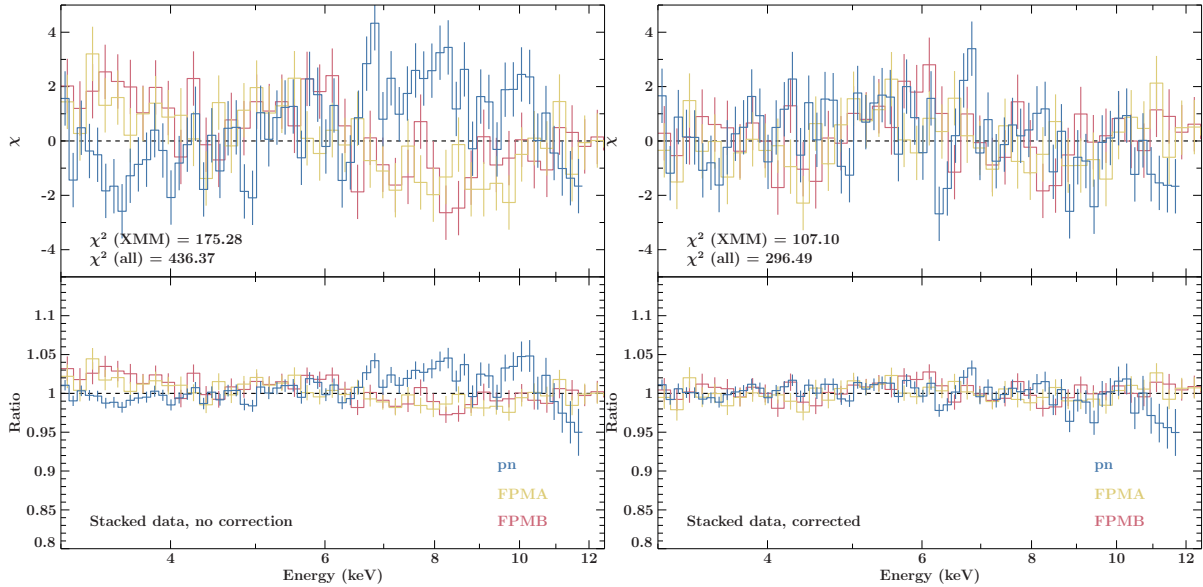 4
2
0
-2
-4
χ
χ² (XMM) = 175.28
χ² (all) = 436.37
4
2
0
-2
-4
χ
χ² (XMM) = 107.10
χ² (all) = 296.49
1.1
1.05
1
0.95
0.9
0.85
0.8
Ratio
pn
FPMA
FPMB
Stacked data, no correction
4
6
8
10
12
Energy (keV)
1.1
1.05
1
0.95
0.9
0.85
0.8
Ratio
pn
FPMA
FPMB
Stacked data, corrected
4
6
8
10
12
Energy (keV)